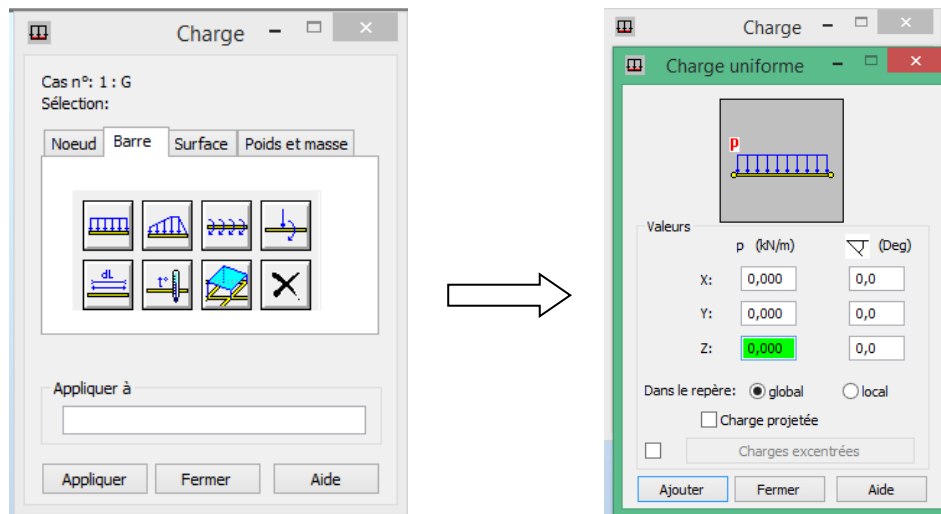 Charge
Cas n°: 1 : G
Sélection:
Noeud Barre Surface Poids et masse
dL
t°
Appliquer à
Appliquer Fermer Aide
Charge
Charge uniforme
p
Valeurs
p (kN/m) (Deg)
X: 0,000 0,0
Y: 0,000 0,0
Z: 0,000 0,0
Dans le repère: global local
Charge projetée
Charges excentrées
Ajouter Fermer Aide